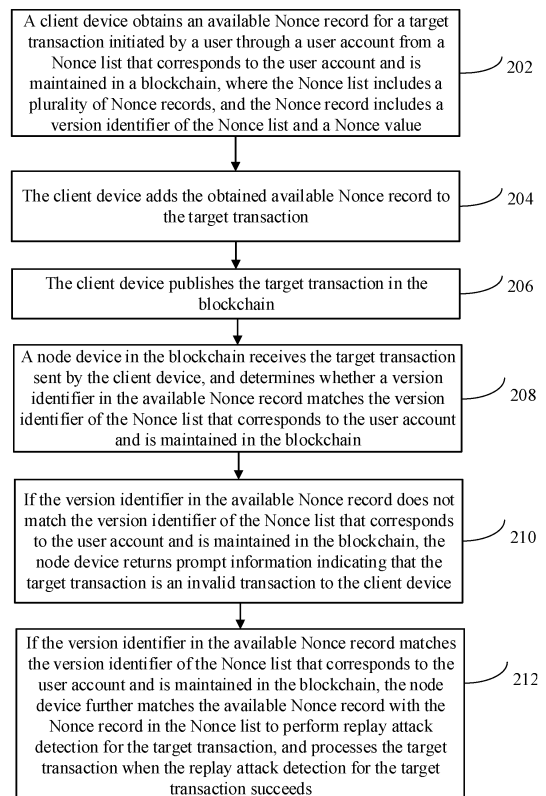 A client device obtains an available Nonce record for a target
transaction initiated by a user through a user account from a
Nonce list that corresponds to the user account and is
maintained in a blockchain, where the Nonce list includes a
plurality of Nonce records, and the Nonce record includes a
version identifier of the Nonce list and a Nonce value
202
The client device adds the obtained available Nonce record to
the target transaction
204
The client device publishes the target transaction in the
blockchain
206
A node device in the blockchain receives the target transaction
sent by the client device, and determines whether a version
identifier in the available Nonce record matches the version
identifier of the Nonce list that corresponds to the user account
and is maintained in the blockchain
208
If the version identifier in the available Nonce record does not
match the version identifier of the Nonce list that corresponds
to the user account and is maintained in the blockchain, the
node device returns prompt information indicating that the
target transaction is an invalid transaction to the client device
210
If the version identifier in the available Nonce record matches
the version identifier of the Nonce list that corresponds to the
user account and is maintained in the blockchain, the node
device further matches the available Nonce record with the
Nonce record in the Nonce list to perform replay attack
detection for the target transaction, and processes the target
transaction when the replay attack detection for the target
transaction succeeds
212